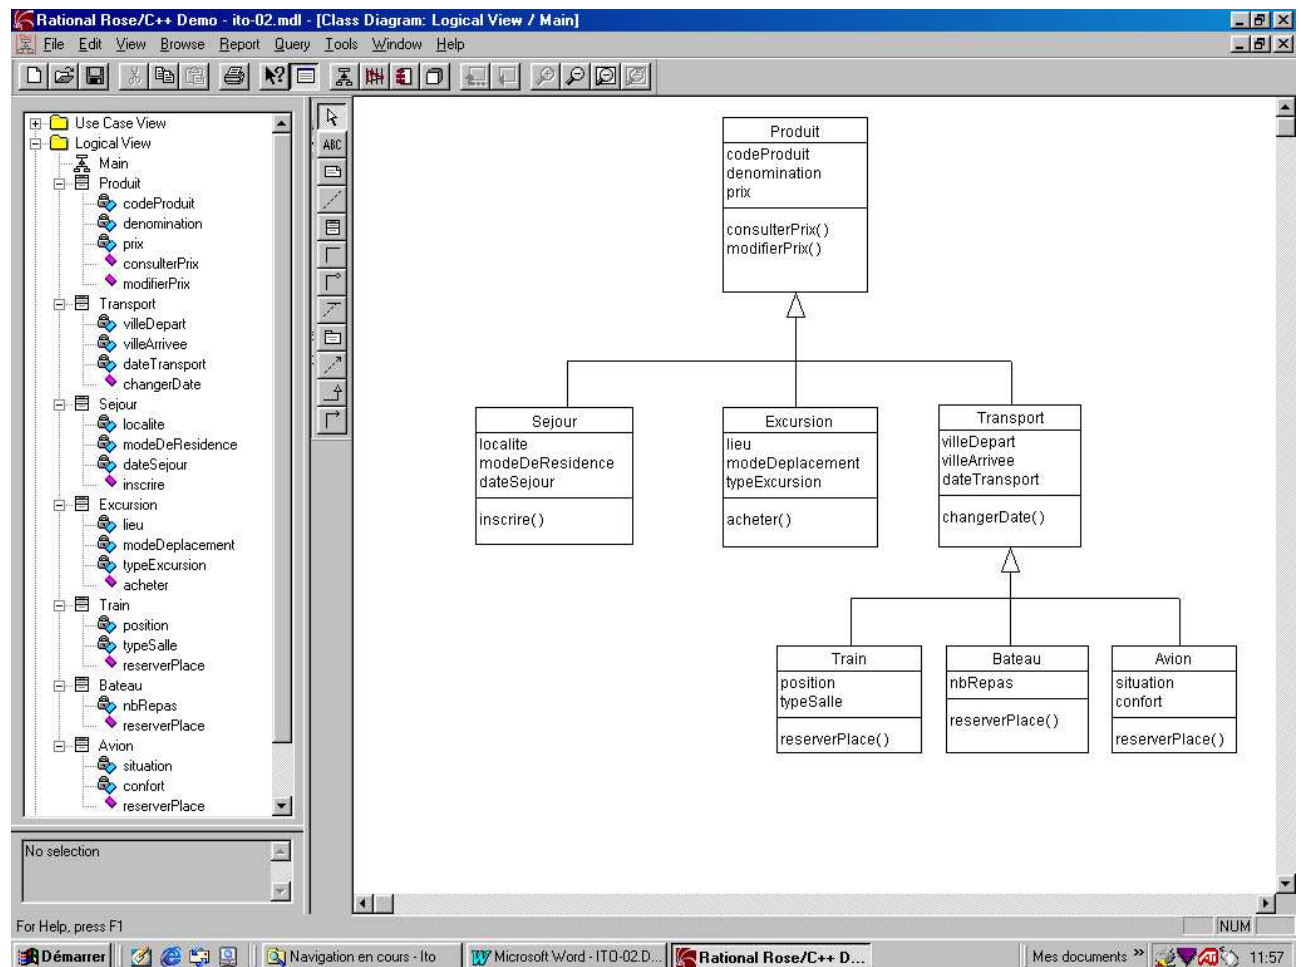 Rational Rose/C++ Demo - ito-02.mdl - [Class Diagram: Logical View / Main]
File Edit View Browse Report Query Tools Window Help
Use Case View
Logical View
Main
Produit
codeProduit
denomination
prix
consulterPrix
modifierPrix
Transport
villeDepart
villeArrivee
dateTransport
changerDate
Sejour
localite
modeDeResidence
dateSejour
inscrire
Excursion
lieu
modeDeplacement
typeExcursion
acheter
Train
position
typeSalle
reserverPlace
Bateau
nbRepas
reserverPlace
Avion
situation
confort
reserverPlace
ABC
Produit
codeProduit
denomination
prix
consulterPrix()
modifierPrix()
Sejour
localite
modeDeResidence
dateSejour
inscrire()
Excursion
lieu
modeDeplacement
typeExcursion
acheter()
Transport
villeDepart
villeArrivee
dateTransport
changerDate()
Train
position
typeSalle
reserverPlace()
Bateau
nbRepas
reserverPlace()
Avion
situation
confort
reserverPlace()
No selection
For Help, press F1
NUM
Démarrer
Navigation en cours - Ito
Microsoft Word - ITO-02.D...
Rational Rose/C++ D...
Mes documents »
11:57